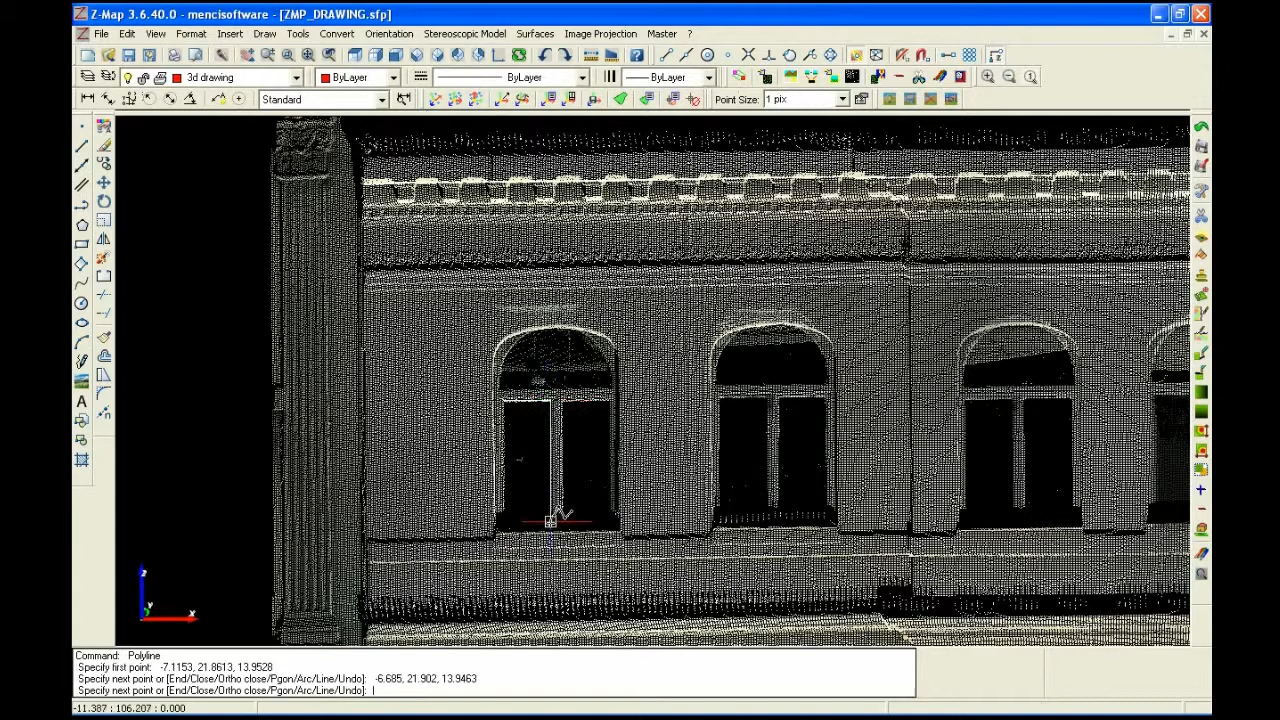 Z-Map 3.6.40.0 - mencisoftware - [ZMP_DRAWING.sfp]
File Edit View Format Insert Draw Tools Convert Orientation Stereoscopic Model Surfaces Image Projection Master ?
3d drawing ByLayer ByLayer ByLayer
Standard Point Size: 1 pix
z
y
x
Command: Polyline
Specify first point: -7.1153, 21.8613, 13.9528
Specify next point or [End/Close/Ortho close/Pgon/Arc/Line/Undo]: -6.685, 21.902, 13.9463
Specify next point or [End/Close/Ortho close/Pgon/Arc/Line/Undo]:
-11.387 : 106.207 : 0.000